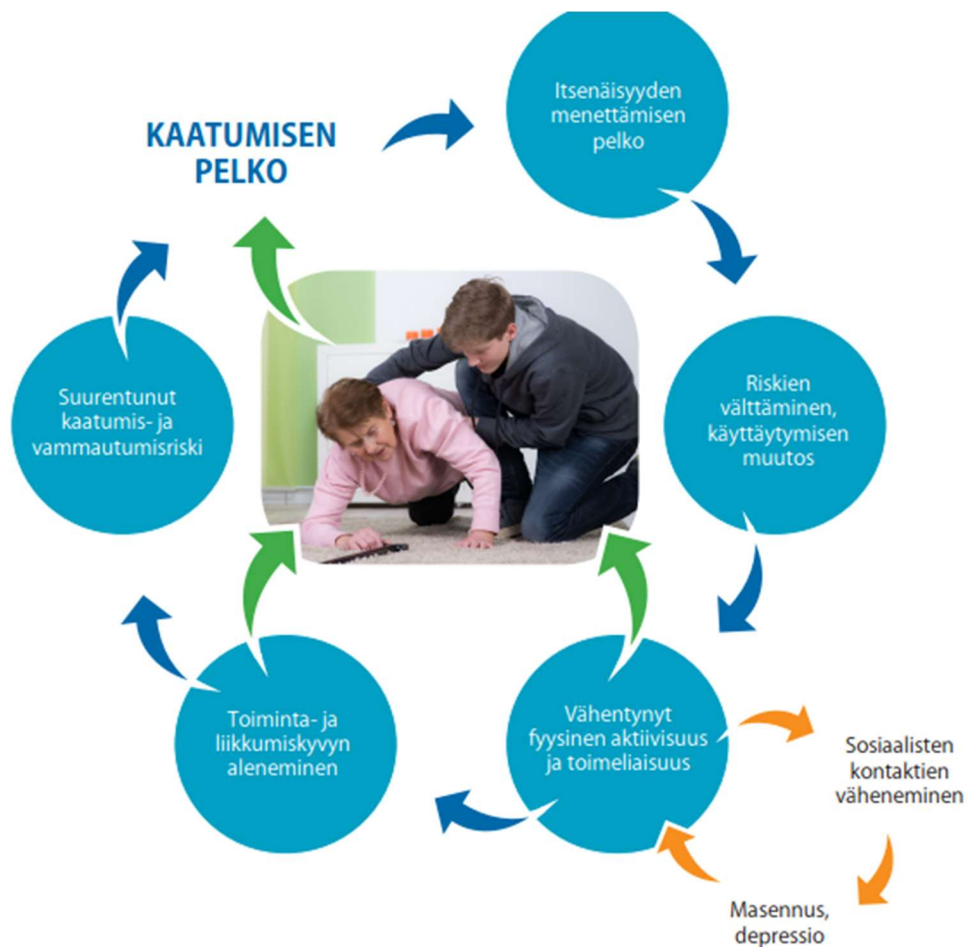 KAATUMISEN
PELKO
Itsenäisyyden
menettämisen
pelko
Riskien
välttäminen,
käyttäytymisen
muutos
Vähentynyt
fyysinen aktiivisuus
ja toimeliaisuus
Sosiaalisten
kontaktien
väheneminen
Masennus,
depressio
Toiminta- ja
liikkumiskyvyn
aleneminen
Suurentunut
kaatumis- ja
vammautumisriski